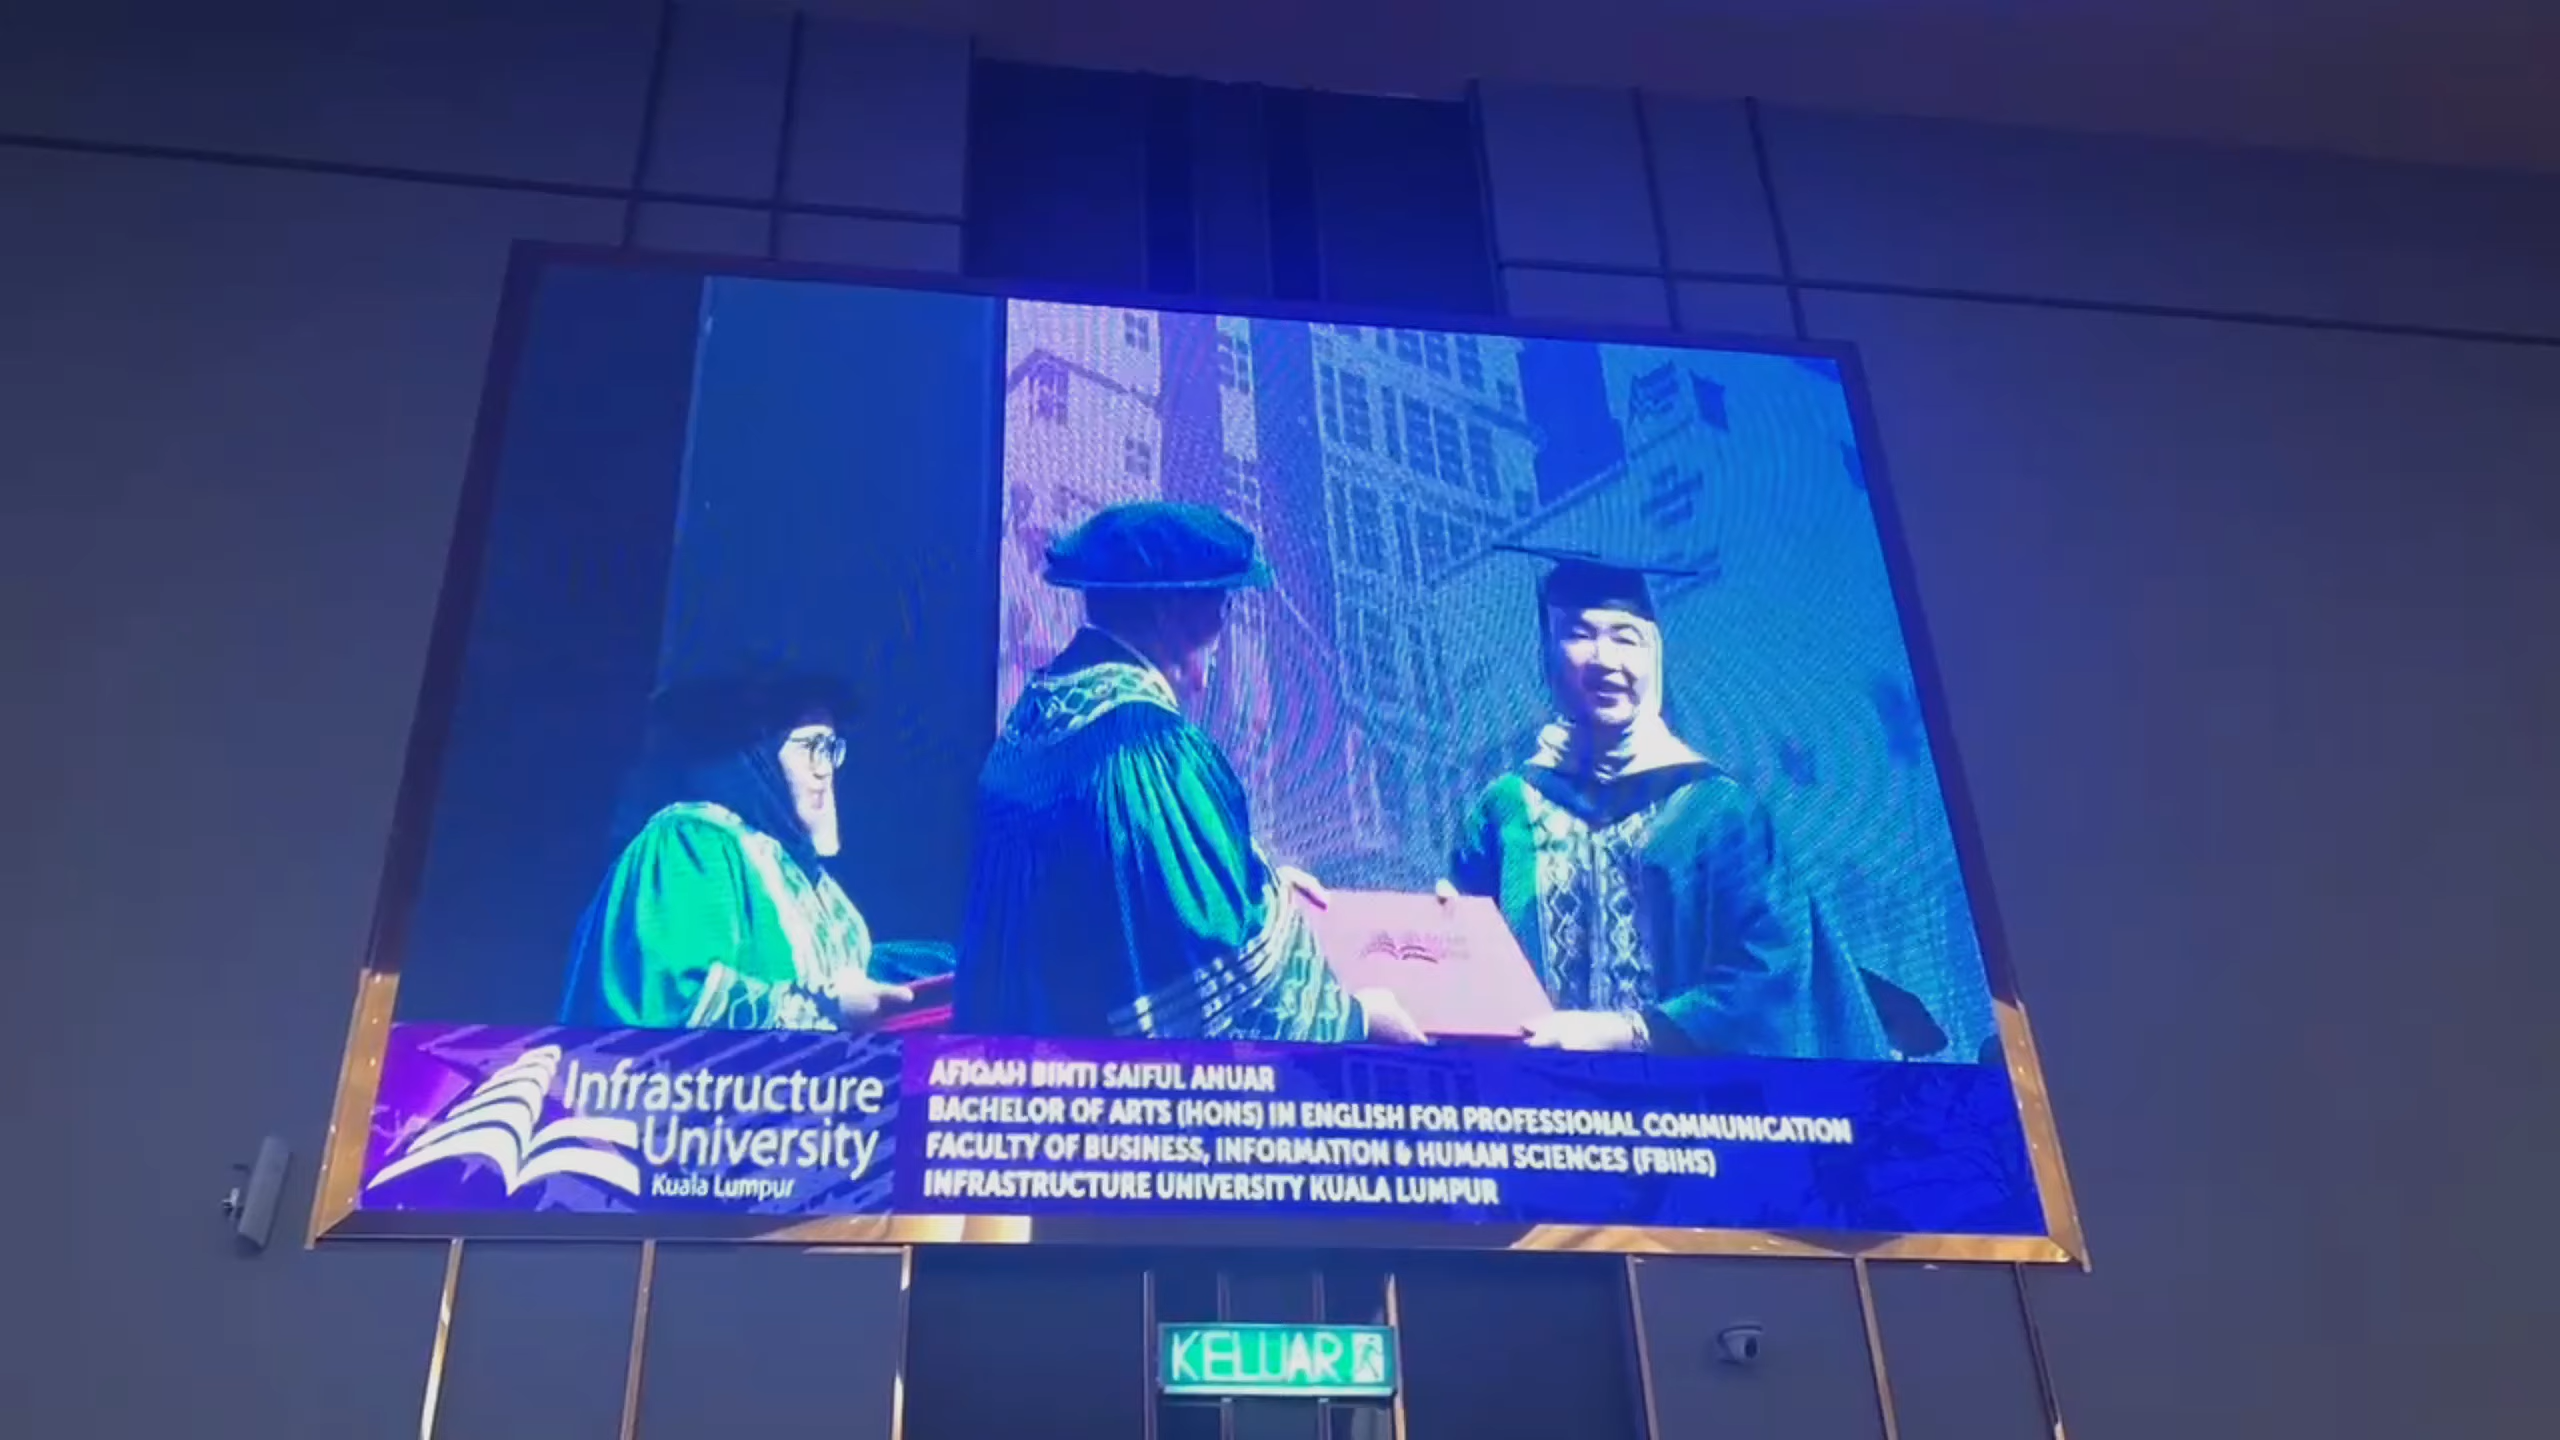 Infrastructure
University
Kuala Lumpur
AFIQAH BINTI SAIFUL ANUAR
BACHELOR OF ARTS (HONS) IN ENGLISH FOR PROFESSIONAL COMMUNICATION
FACULTY OF BUSINESS, INFORMATION & HUMAN SCIENCES (FBIHS)
INFRASTRUCTURE UNIVERSITY KUALA LUMPUR
KELUAR